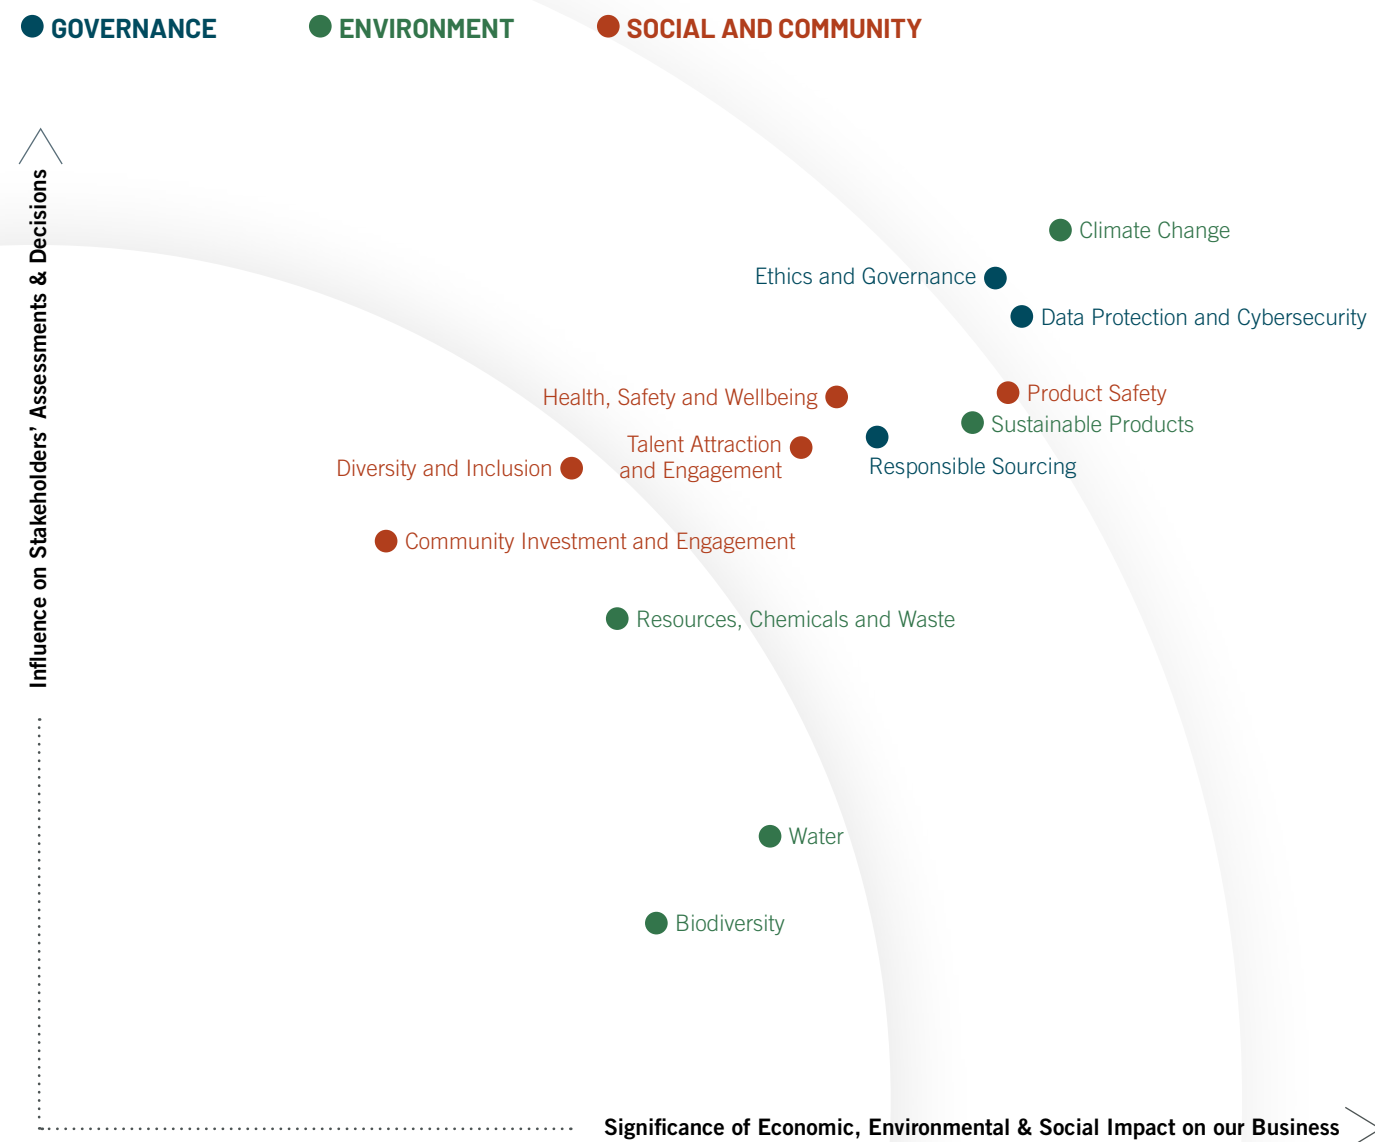 GOVERNANCE
ENVIRONMENT
SOCIAL AND COMMUNITY
Influence on Stakeholders’ Assessments & Decisions
Climate Change
Ethics and Governance
Data Protection and Cybersecurity
Health, Safety and Wellbeing
Product Safety
Sustainable Products
Talent Attraction
and Engagement
Responsible Sourcing
Diversity and Inclusion
Community Investment and Engagement
Resources, Chemicals and Waste
Water
Biodiversity
Significance of Economic, Environmental & Social Impact on our Business